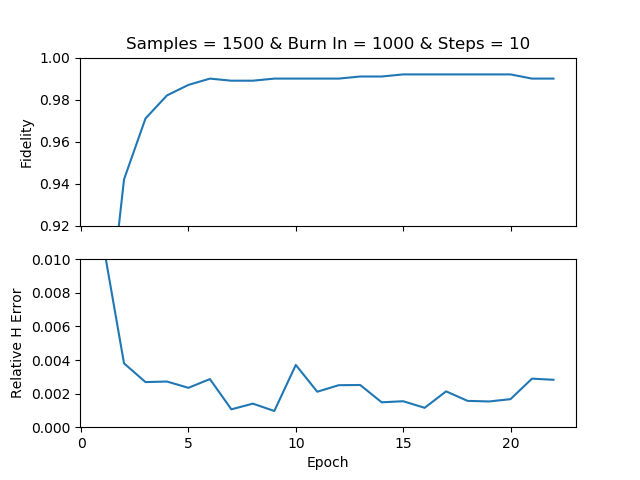 Samples = 1500 & Burn In = 1000 & Steps = 10
1.00
0.98
0.96
0.94
0.92
Fidelity
0.010
0.008
0.006
0.004
0.002
0.000
Relative H Error
0 5 10 15 20
Epoch